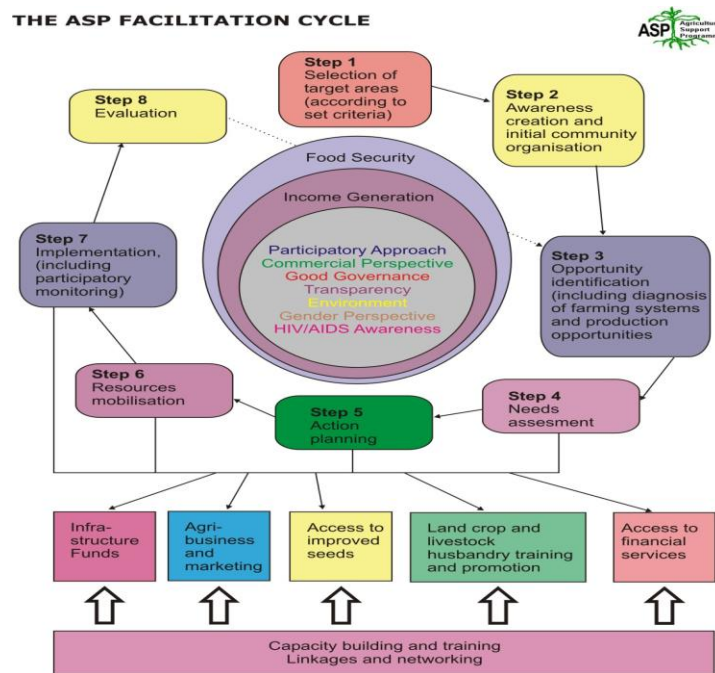 THE ASP FACILITATION CYCLE
ASP
Agricultural
Support
Programme
Step 1
Selection of
target areas
(according to
set criteria)
Step 2
Awareness
creation and
initial community
organisation
Step 8
Evaluation
Food Security
Income Generation
Participatory Approach
Commercial Perspective
Good Governance
Transparency
Environment
Gender Perspective
HIV/AIDS Awareness
Step 7
Implementation,
(including
participatory
monitoring)
Step 3
Opportunity
identification
(including diagnosis
of farming systems
and production
opportunities
Step 6
Resources
mobilisation
Step 5
Action
planning
Step 4
Needs
assesment
Infra-
structure
Funds
Agri-
business
and
marketing
Access to
improved
seeds
Land crop and
livestock
husbandry training
and promotion
Access to
financial
services
Capacity building and training
Linkages and networking